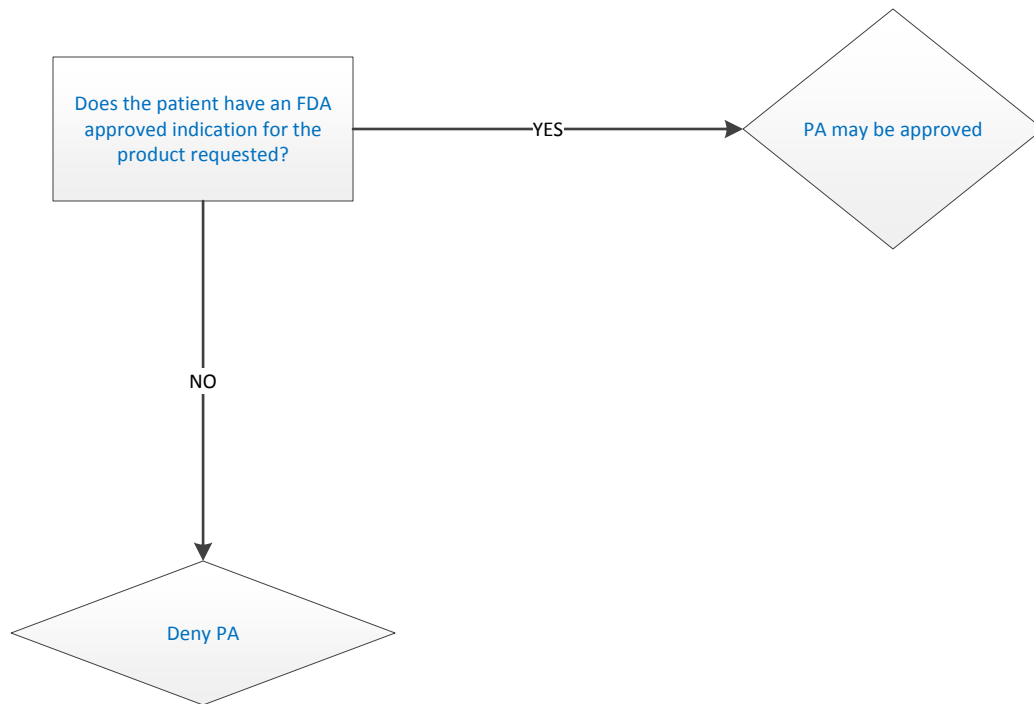 Does the patient have an FDA
approved indication for the
product requested?
YES
PA may be approved
NO
Deny PA